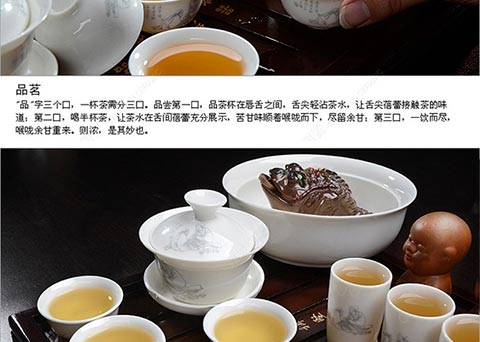 品茗
"品"字三个口，一杯茶需分三口。品尝第一口，品茶杯在唇舌之间，舌尖轻沾茶水，让舌尖蓓蕾接触茶的味
道；第二口，喝半杯茶，让茶水在舌间蓓蕾充分展示，苦甘味顺着喉咙而下，尽留余甘；第三口，一饮而尽，
喉咙余甘重来。则浓，是其妙也。